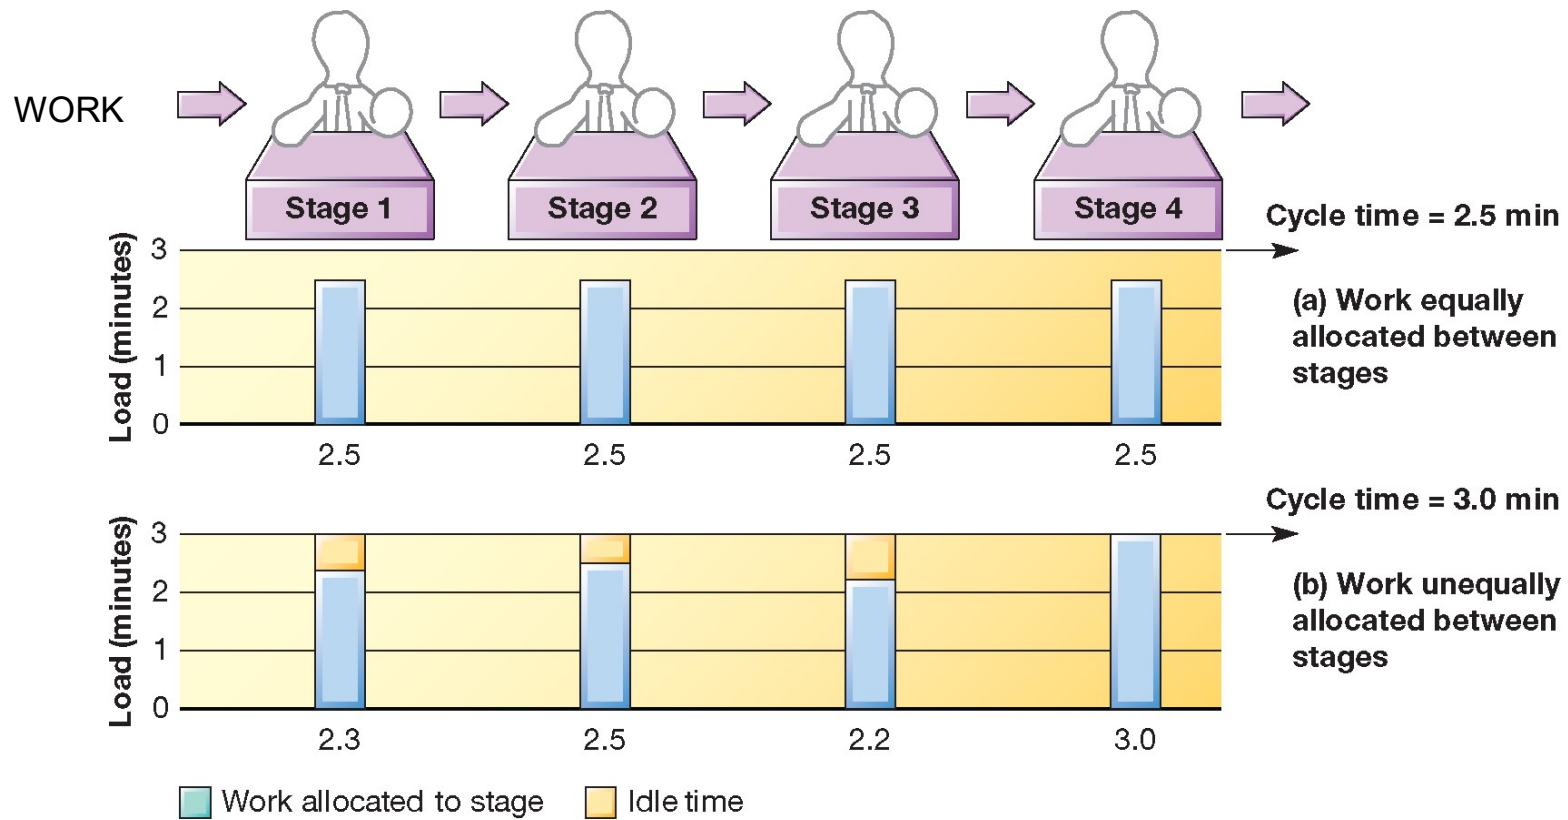 WORK
Stage 1
Stage 2
Stage 3
Stage 4
Cycle time = 2.5 min
Load (minutes)
3
2
1
0
2.5
2.5
2.5
2.5
(a) Work equally
allocated between
stages
Cycle time = 3.0 min
Load (minutes)
3
2
1
0
2.3
2.5
2.2
3.0
(b) Work unequally
allocated between
stages
Work allocated to stage
Idle time